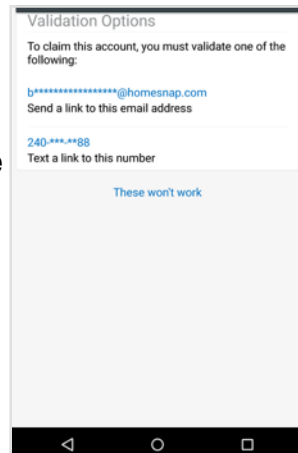 Validation Options
To claim this account, you must validate one of the
following:
b*****************@homesnap.com
Send a link to this email address
240-***-**88
Text a link to this number
These won't work
e